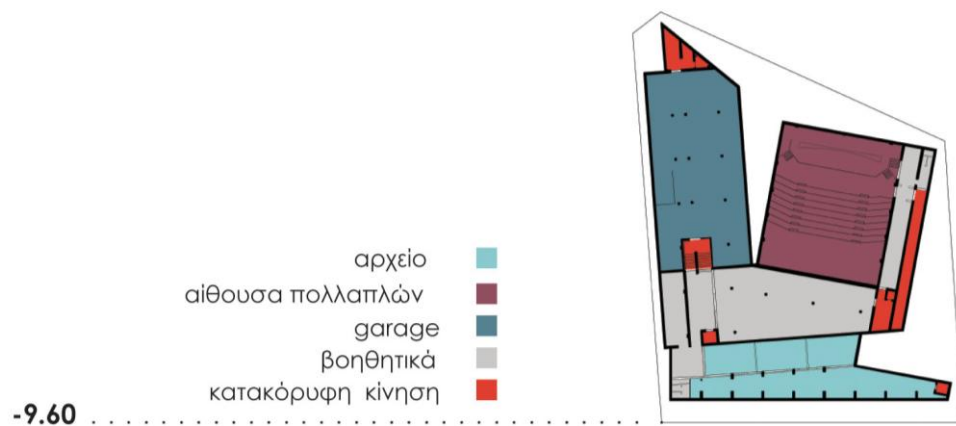 αρχείο
αίθουσα πολλαπλών
garage
βοηθητικά
κατακόρυφη κίνηση
-9.60